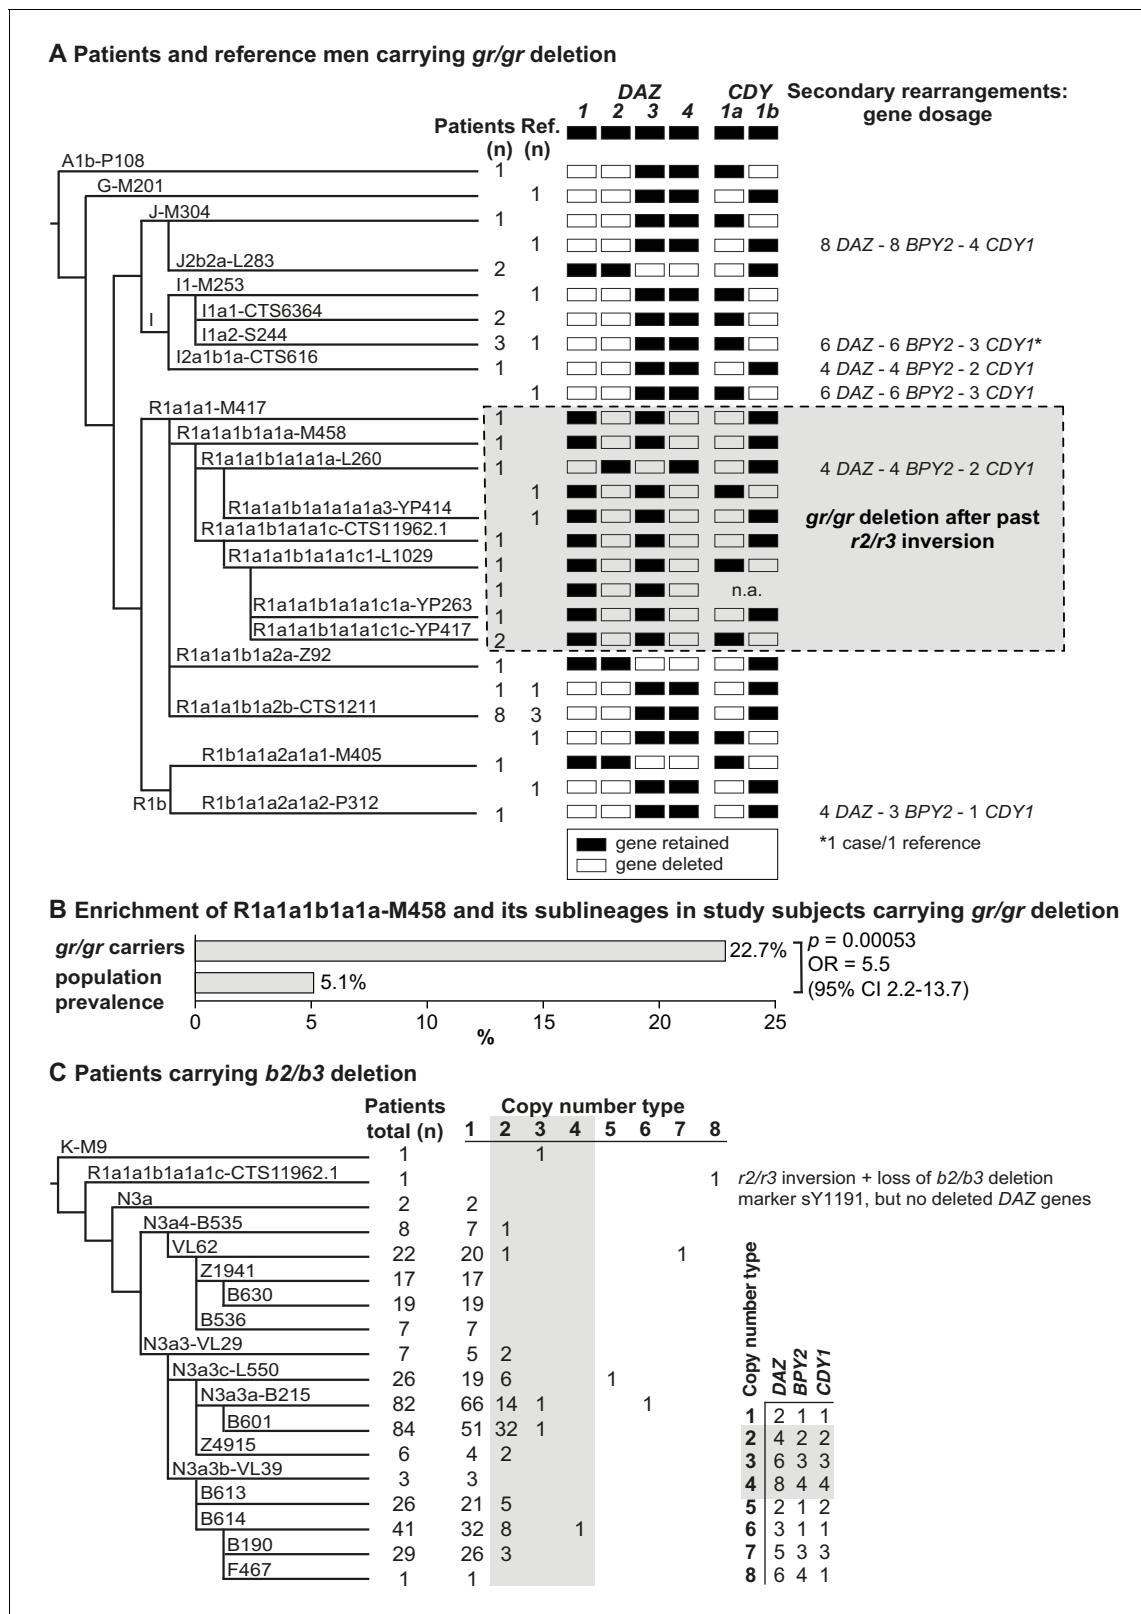 A Patients and reference men carrying gr/gr deletion
DAZ CDY Secondary rearrangements:
1 2 3 4 1a 1b gene dosage
Patients Ref.
(n) (n)
A1b-P108 1
G-M201 1
J-M304 1
1 8 DAZ - 8 BPY2 - 4 CDY1
J2b2a-L283 2
I1-M253 1
I I1a1-CTS6364 2
I1a2-S244 3 1 6 DAZ - 6 BPY2 - 3 CDY1*
I2a1b1a-CTS616 1 4 DAZ - 4 BPY2 - 2 CDY1
1 6 DAZ - 6 BPY2 - 3 CDY1
R1a1a1-M417 1
R1a1a1b1a1a-M458 1
R1a1a1b1a1a1a-L260 1 4 DAZ - 4 BPY2 - 2 CDY1
1
R1a1a1b1a1a1a1a3-YP414 1
gr/gr deletion after past
r2/r3 inversion
R1a1a1b1a1a1c-CTS11962.1 1
R1a1a1b1a1a1c1-L1029 1
1 n.a.
R1a1a1b1a1a1c1a-YP263 1
R1a1a1b1a1a1c1c-YP417 2
R1a1a1b1a2a-Z92 1
1 1
R1a1a1b1a2b-CTS1211 8 3
1
R1b1a1a2a1a1-M405 1
1
R1b R1b1a1a2a1a2-P312 1 4 DAZ - 3 BPY2 - 1 CDY1
gene retained
gene deleted
*1 case/1 reference
B Enrichment of R1a1a1b1a1a-M458 and its sublineages in study subjects carrying gr/gr deletion
gr/gr carriers 22.7%
population
prevalence 5.1%
p = 0.00053
OR = 5.5
(95% CI 2.2-13.7)
0 5 10 15 20 25
%
C Patients carrying b2/b3 deletion
Patients Copy number type
total (n) 1 2 3 4 5 6 7 8
K-M9 1 1
R1a1a1b1a1a1c-CTS11962.1 1 1
r2/r3 inversion + loss of b2/b3 deletion
marker sY1191, but no deleted DAZ genes
N3a 2 2
N3a4-B535 8 7 1
VL62 22 20 1 1
Z1941 17 17
B630 19 19
B536 7 7
N3a3-VL29 7 5 2
N3a3c-L550 26 19 6 1
N3a3a-B215 82 66 14 1 1
B601 84 51 32 1
Z4915 6 4 2
N3a3b-VL39 3 3
B613 26 21 5
B614 41 32 8 1
B190 29 26 3
F467 1 1
Copy number type DAZ BPY2 CDY1
1 2 1 1
2 4 2 2
3 6 3 3
4 8 4 4
5 2 1 2
6 3 1 1
7 5 3 3
8 6 4 1